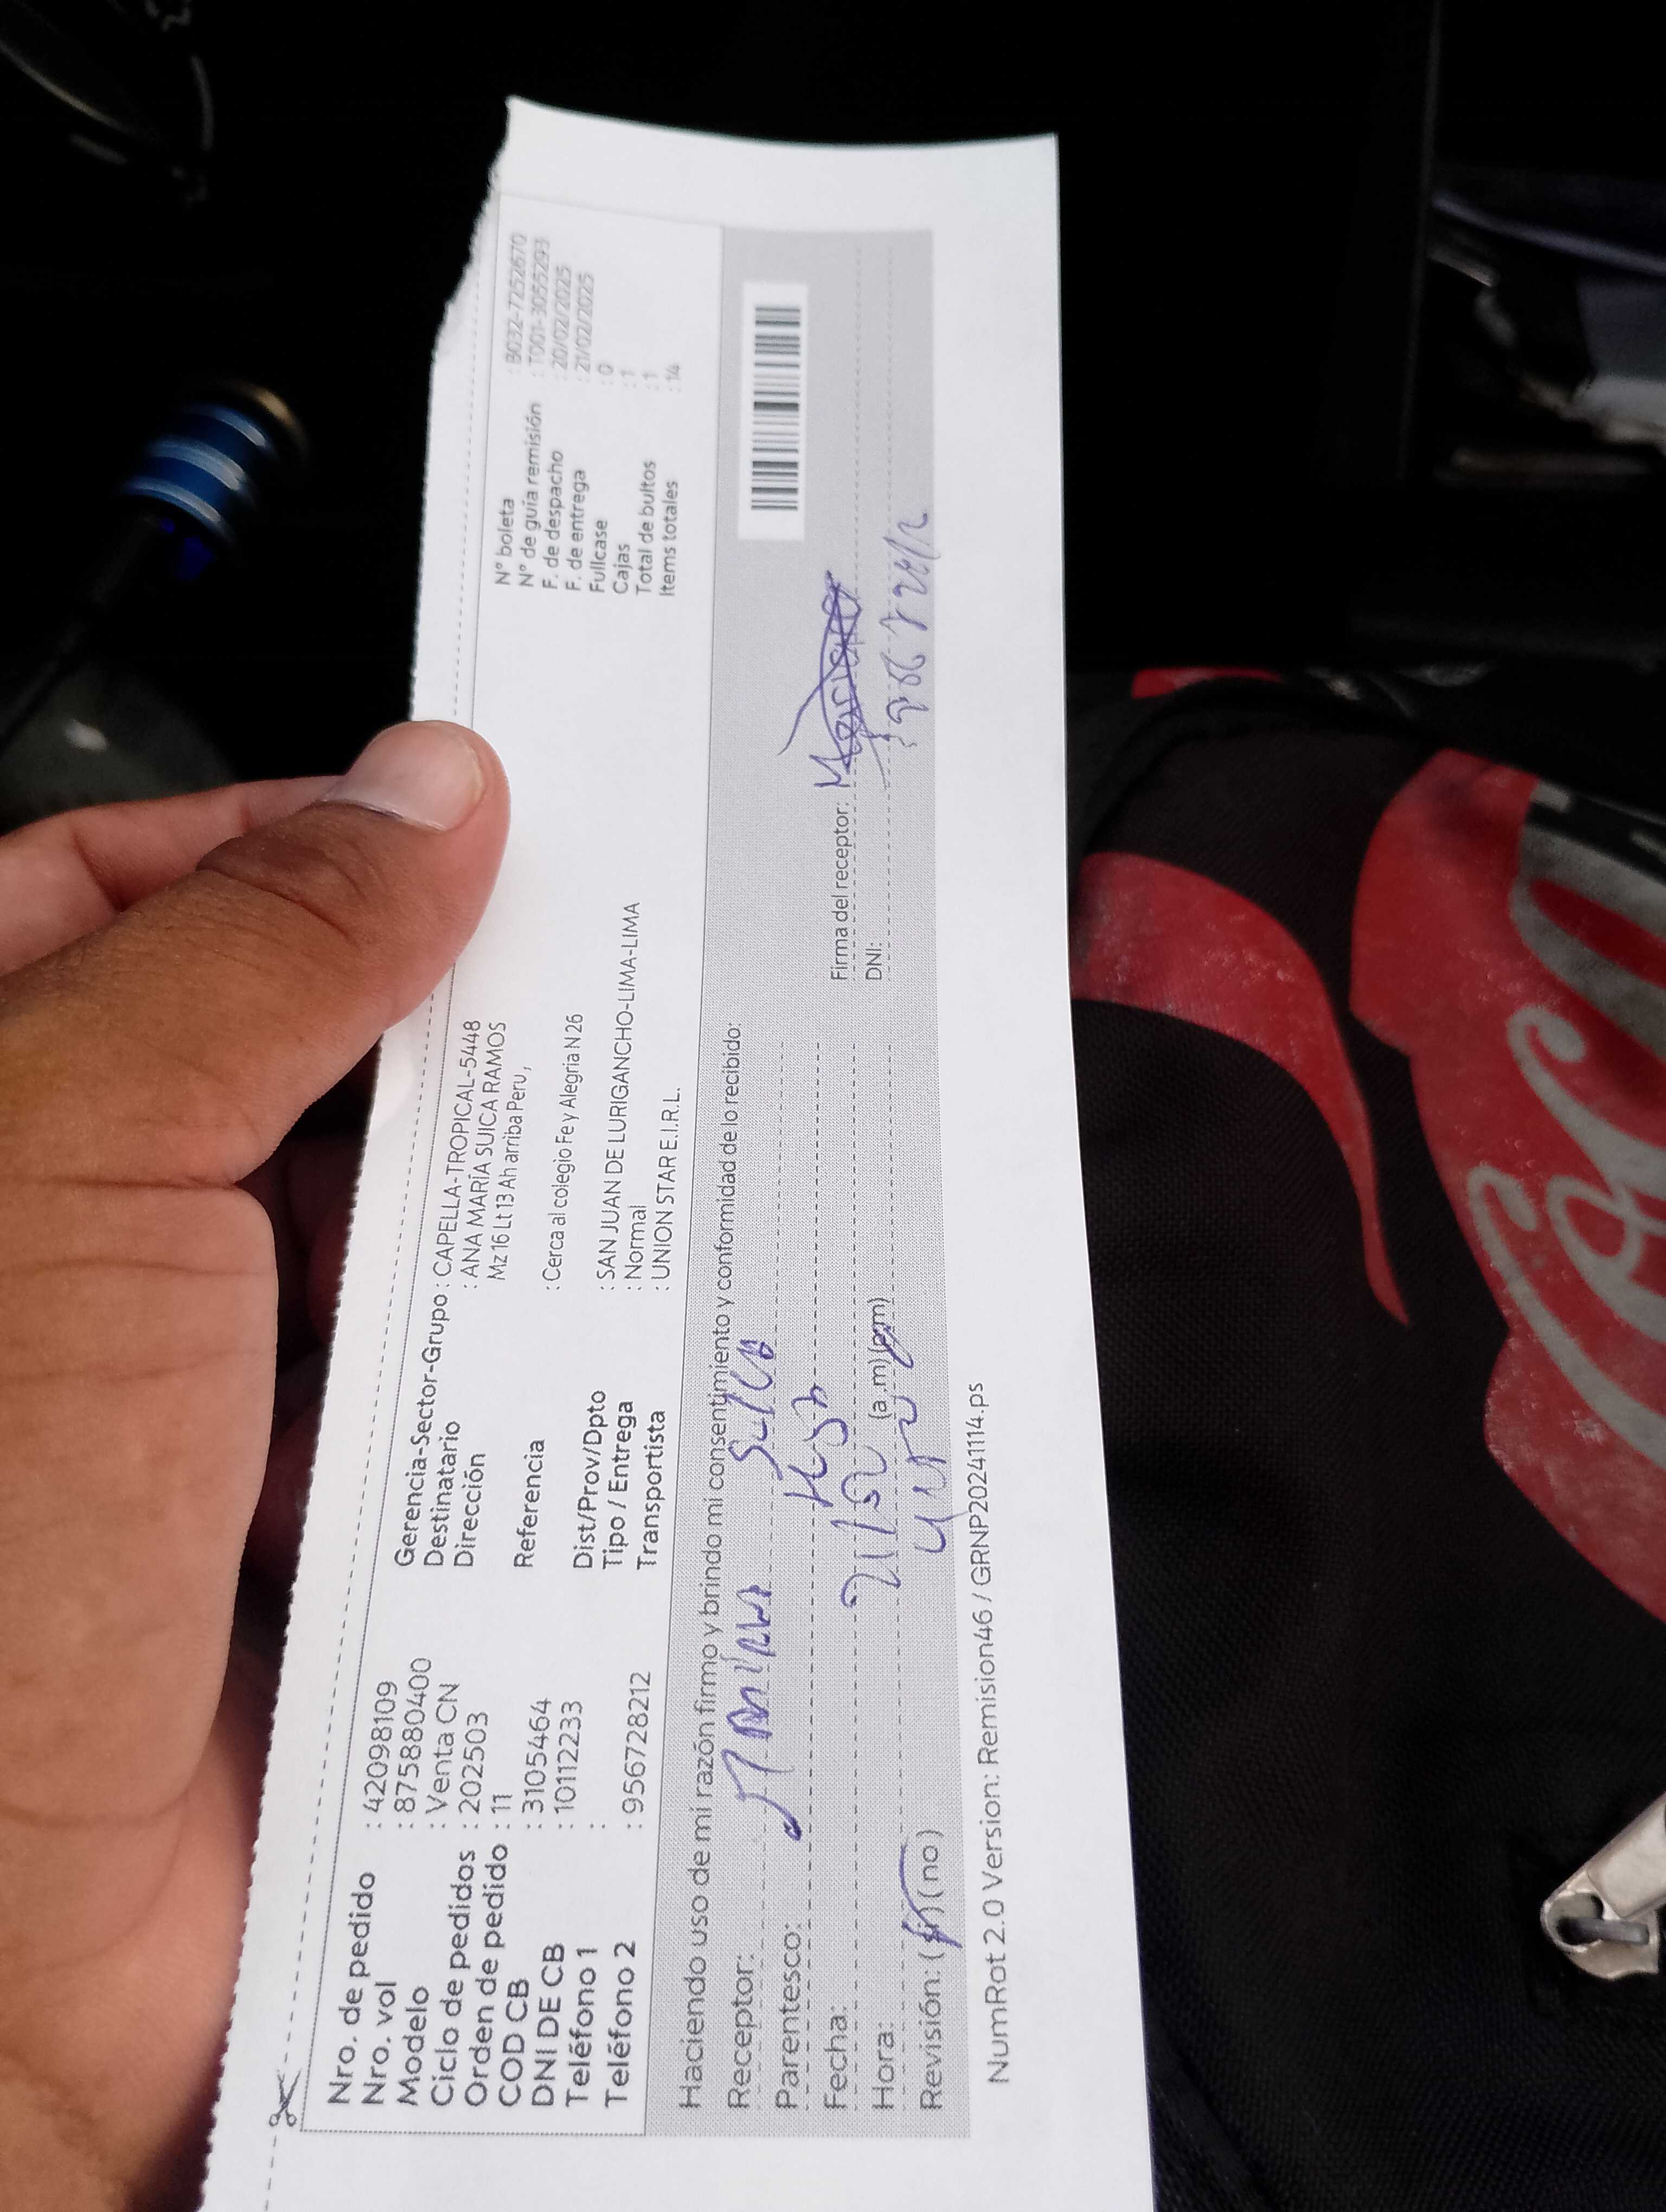 Nro. de pedido : 42098109
Nro. vol : 8758880400
Modelo : Venta CN
Ciclo de pedidos : 202503
Orden de pedido : 11
COD CB : 3105464
DNI DE CB : 10112233
Teléfono 1 :
Teléfono 2 : 956728212
Gerencia-Sector-Grupo : CAPELLA-TROPICAL-5448
Destinatario : ANA MARÍA SUICA RAMOS
Dirección Mz 16 Lt 13 Ah arriba Peru,
Referencia : Cerca al colegio Fe y Alegria N 26
Dist/Prov/Dpto : SAN JUAN DE LURIGANCHO-LIMA-LIMA
Tipo / Entrega : Normal
Transportista : UNION STAR E.I.R.L.
N° boleta : B032-7252670
N° de guía remisión : T001-3055293
F. de despacho : 20/02/2025
F. de entrega : 21/02/2025
Fullcase : 0
Cajas : 1
Total de bultos : 1
Items totales : 14
Haciendo uso de mi razón firmo y brindo mi consentimiento y conformidad de lo recibido:
Receptor: Suica
Parentesco:
Fecha:
Hora: (a.m)(pm)
Revisión: (si)(no)
Firma del receptor:
DNI:
NumRot 2.0 Version: Remision46 / GRNP20241114.ps